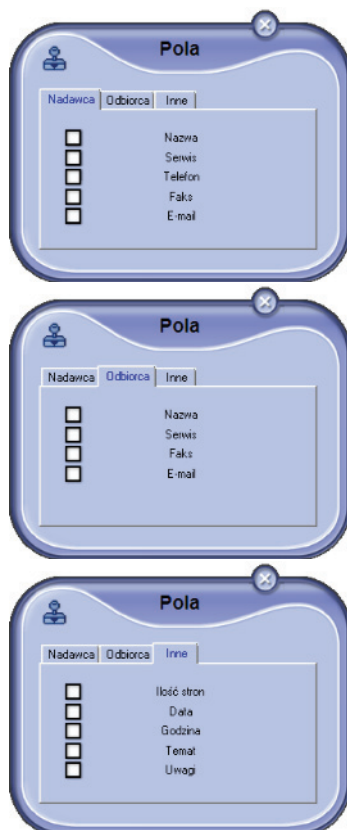 Pola
Nadawca Odbiorca Inne
Nazwa
Serwis
Telefon
Faks
E-mail
Pola
Nadawca Odbiorca Inne
Nazwa
Serwis
Faks
E-mail
Pola
Nadawca Odbiorca Inne
Ilość stron
Data
Godzina
Temat
Uwagi